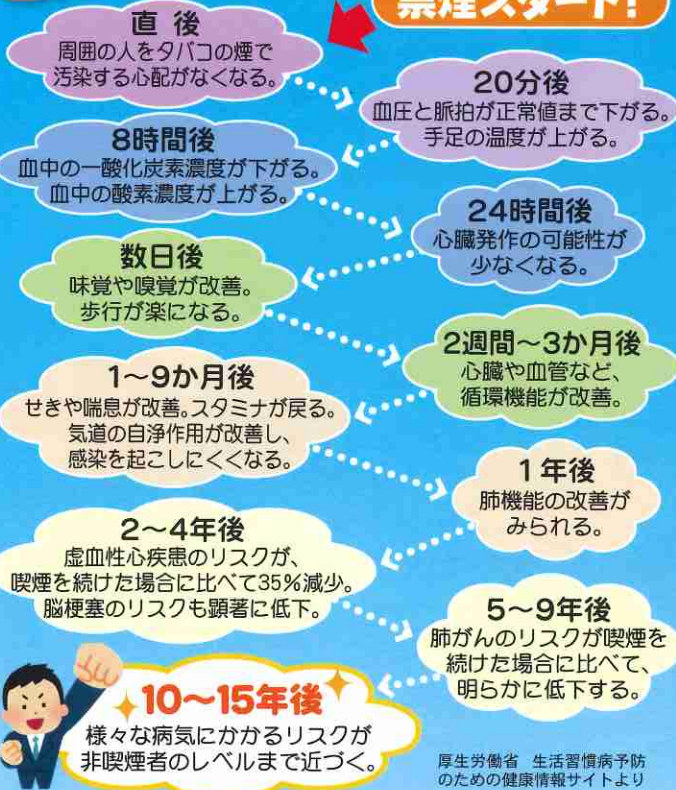 禁煙スタート!
直後
周囲の人をタバコの煙で
汚染する心配がなくなる。
20分後
血圧と脈拍が正常値まで下がる。
手足の温度が上がる。
8時間後
血中の一酸化炭素濃度が下がる。
血中の酸素濃度が上がる。
24時間後
心臓発作の可能性が
少なくなる。
数日後
味覚や嗅覚が改善。
歩行が楽になる。
2週間〜3か月後
心臓や血管など、
循環機能が改善。
1〜9か月後
せきや喘息が改善。スタミナが戻る。
気道の自浄作用が改善し、
感染を起こしにくくなる。
1年後
肺機能の改善が
みられる。
2〜4年後
虚血性心疾患のリスクが、
喫煙を続けた場合に比べて35%減少。
脳梗塞のリスクも顕著に低下。
5〜9年後
肺がんのリスクが喫煙を
続けた場合に比べて、
明らかに低下する。
10〜15年後
様々な病気にかかるリスクが
非喫煙者のレベルまで近づく。
厚生労働省 生活習慣病予防
のための健康情報サイトより